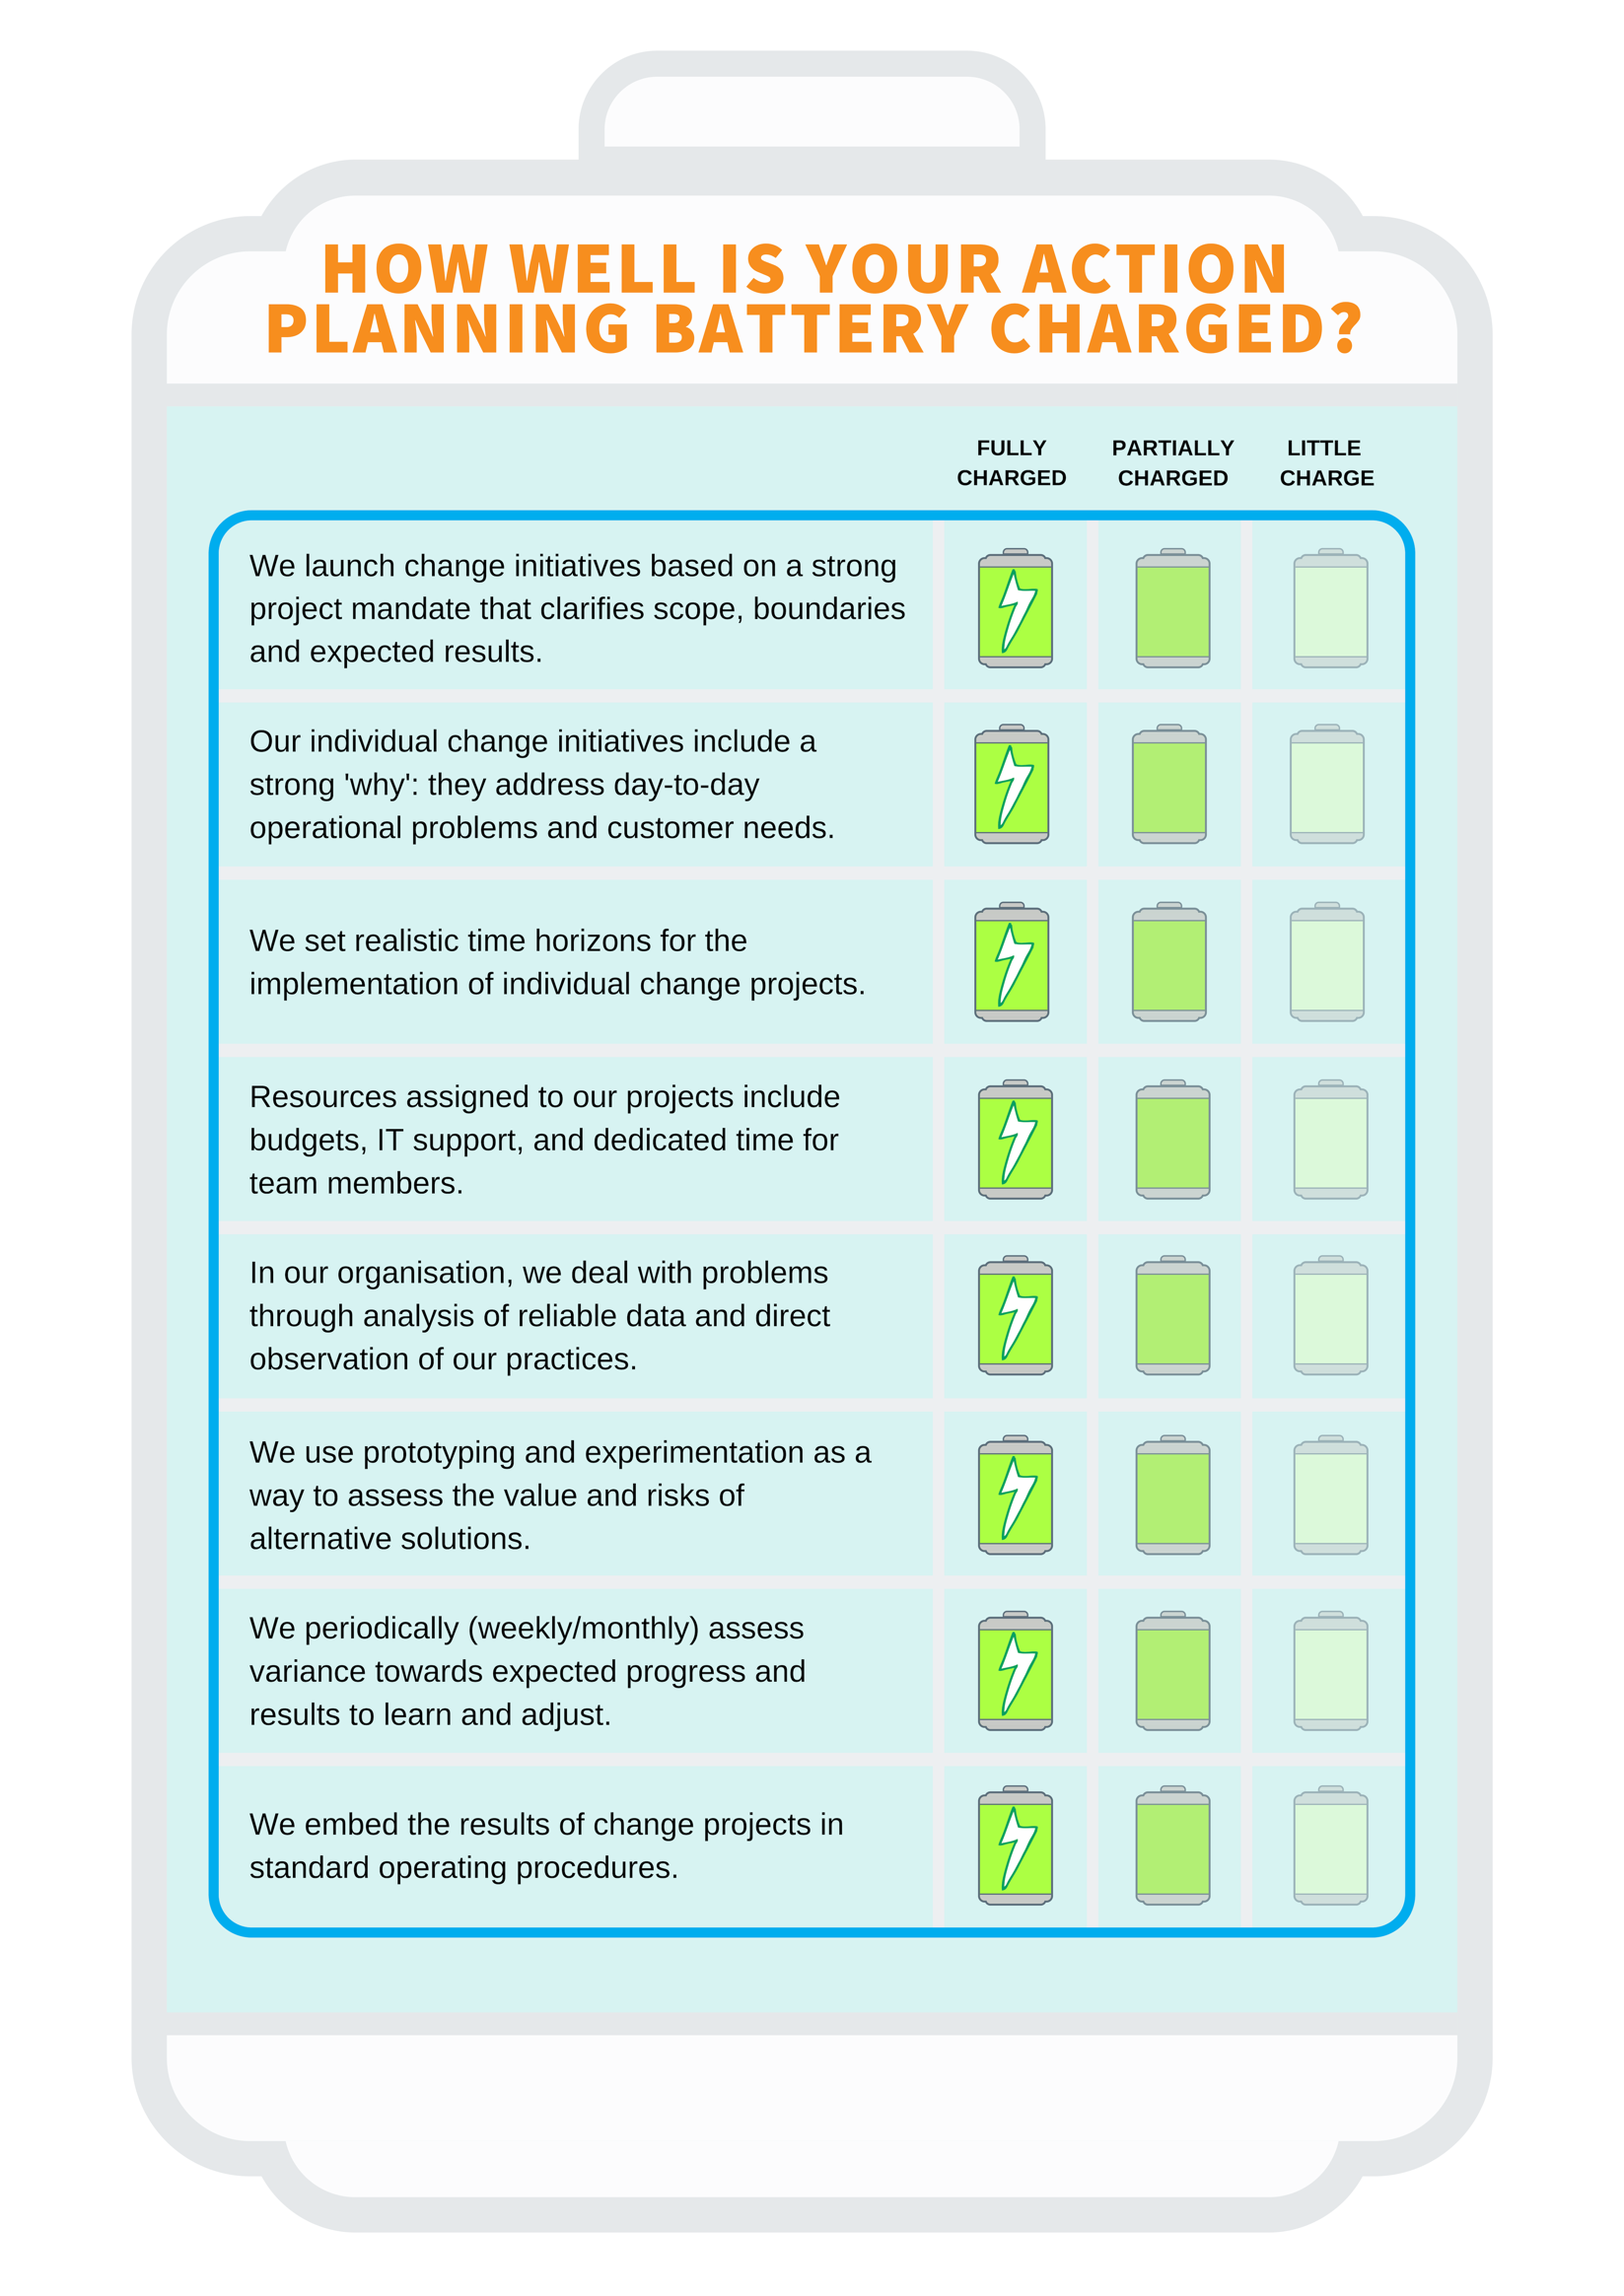 HOW WELL IS YOUR ACTION
PLANNING BATTERY CHARGED?
FULLY
CHARGED
PARTIALLY
CHARGED
LITTLE
CHARGE
We launch change initiatives based on a strong
project mandate that clarifies scope, boundaries
and expected results.
Our individual change initiatives include a
strong 'why': they address day-to-day
operational problems and customer needs.
We set realistic time horizons for the
implementation of individual change projects.
Resources assigned to our projects include
budgets, IT support, and dedicated time for
team members.
In our organisation, we deal with problems
through analysis of reliable data and direct
observation of our practices.
We use prototyping and experimentation as a
way to assess the value and risks of
alternative solutions.
We periodically (weekly/monthly) assess
variance towards expected progress and
results to learn and adjust.
We embed the results of change projects in
standard operating procedures.